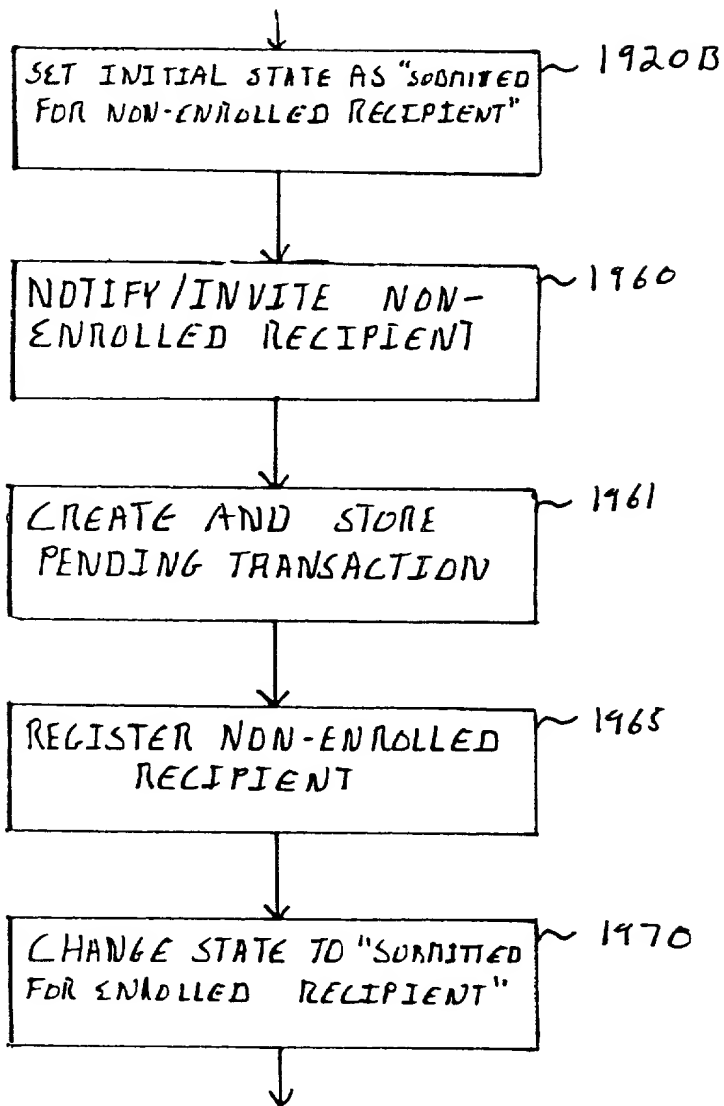 SET INITIAL STATE AS "SUBMITTED
FOR NON-ENROLLED RECIPIENT"
1920B
NOTIFY/INVITE NON-
ENROLLED RECIPIENT
1960
CREATE AND STORE
PENDING TRANSACTION
1961
REGISTER NON-ENROLLED
RECIPIENT
1965
CHANGE STATE TO "SUBMITTED
FOR ENROLLED RECIPIENT"
1970